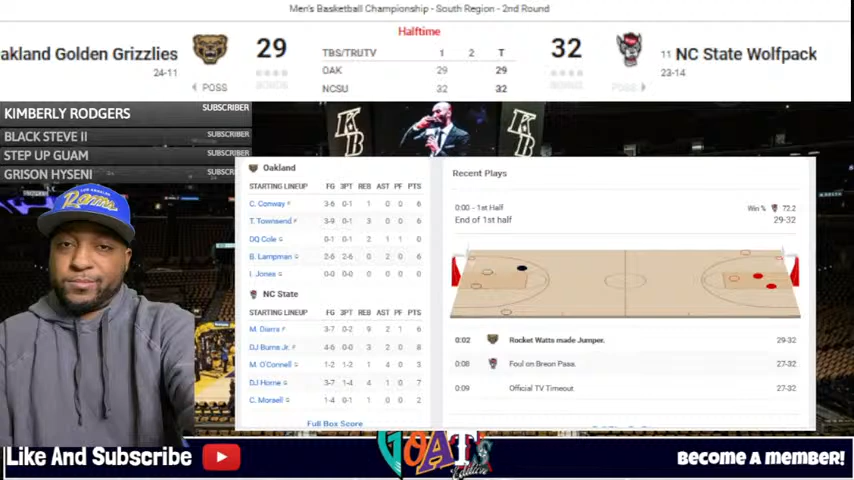 Men's Basketball Championship - South Region - 2nd Round
Halftime
akland Golden Grizzlies
24-11
29
POSS
TBS/TRUTV 1 2 T
OAK 29 29
NCSU 32 32
32
11 NC State Wolfpack
23-14
POSS
KIMBERLY RODGERS SUBSCRIBER
BLACK STEVE II SUBSCRIBER
STEP UP GUAM SUBSCRIBER
GRISON HYSENI SUBSCR
KB
KB
Rams
Oakland
STARTING LINEUP FG 3PT REB AST PF PTS
C. Conway F 3-6 0-1 2 0 0 6
T. Townsend F 3-9 0-1 3 0 0 6
DQ Cole G 0-1 0-1 2 1 1 0
B. Lampman G 2-6 2-6 0 2 0 6
I. Jones G 0-0 0-0 0 0 0 0
NC State
STARTING LINEUP FG 3PT REB AST PF PTS
M. Diarra F 3-7 0-2 9 2 1 6
DJ Burns Jr. F 4-6 0-0 3 2 0 8
M. O'Connell G 1-2 1-2 1 4 0 3
DJ Horne G 3-7 1-4 4 1 0 7
C. Morsell G 1-4 0-1 1 0 0 2
Full Box Score
Recent Plays
0:00 - 1st Half
End of 1st half
Win % 72.2
29-32
0:02 Rocket Watts made Jumper. 29-32
0:08 Foul on Breon Pass. 27-32
0:09 Official TV Timeout 27-32
Like And Subscribe
GOAT
Become a member!